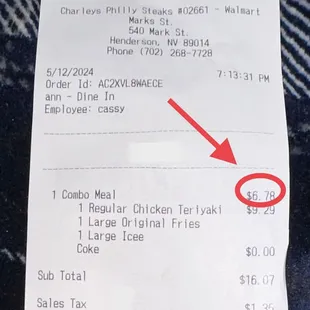 Charleys Philly Steaks #02661 - Walmart
Marks St.
540 Mark St.
Henderson, NV 89014
Phone (702) 268-7728
5/12/2024 7:13:31 PM
Order Id: AC2XVL8WAECE
ann - Dine In
Employee: cassy
1 Combo Meal $6.78
1 Regular Chicken Teriyaki $9.29
1 Large Original Fries
1 Large Icee
Coke $0.00
Sub Total $16.07
Sales Tax $1.35